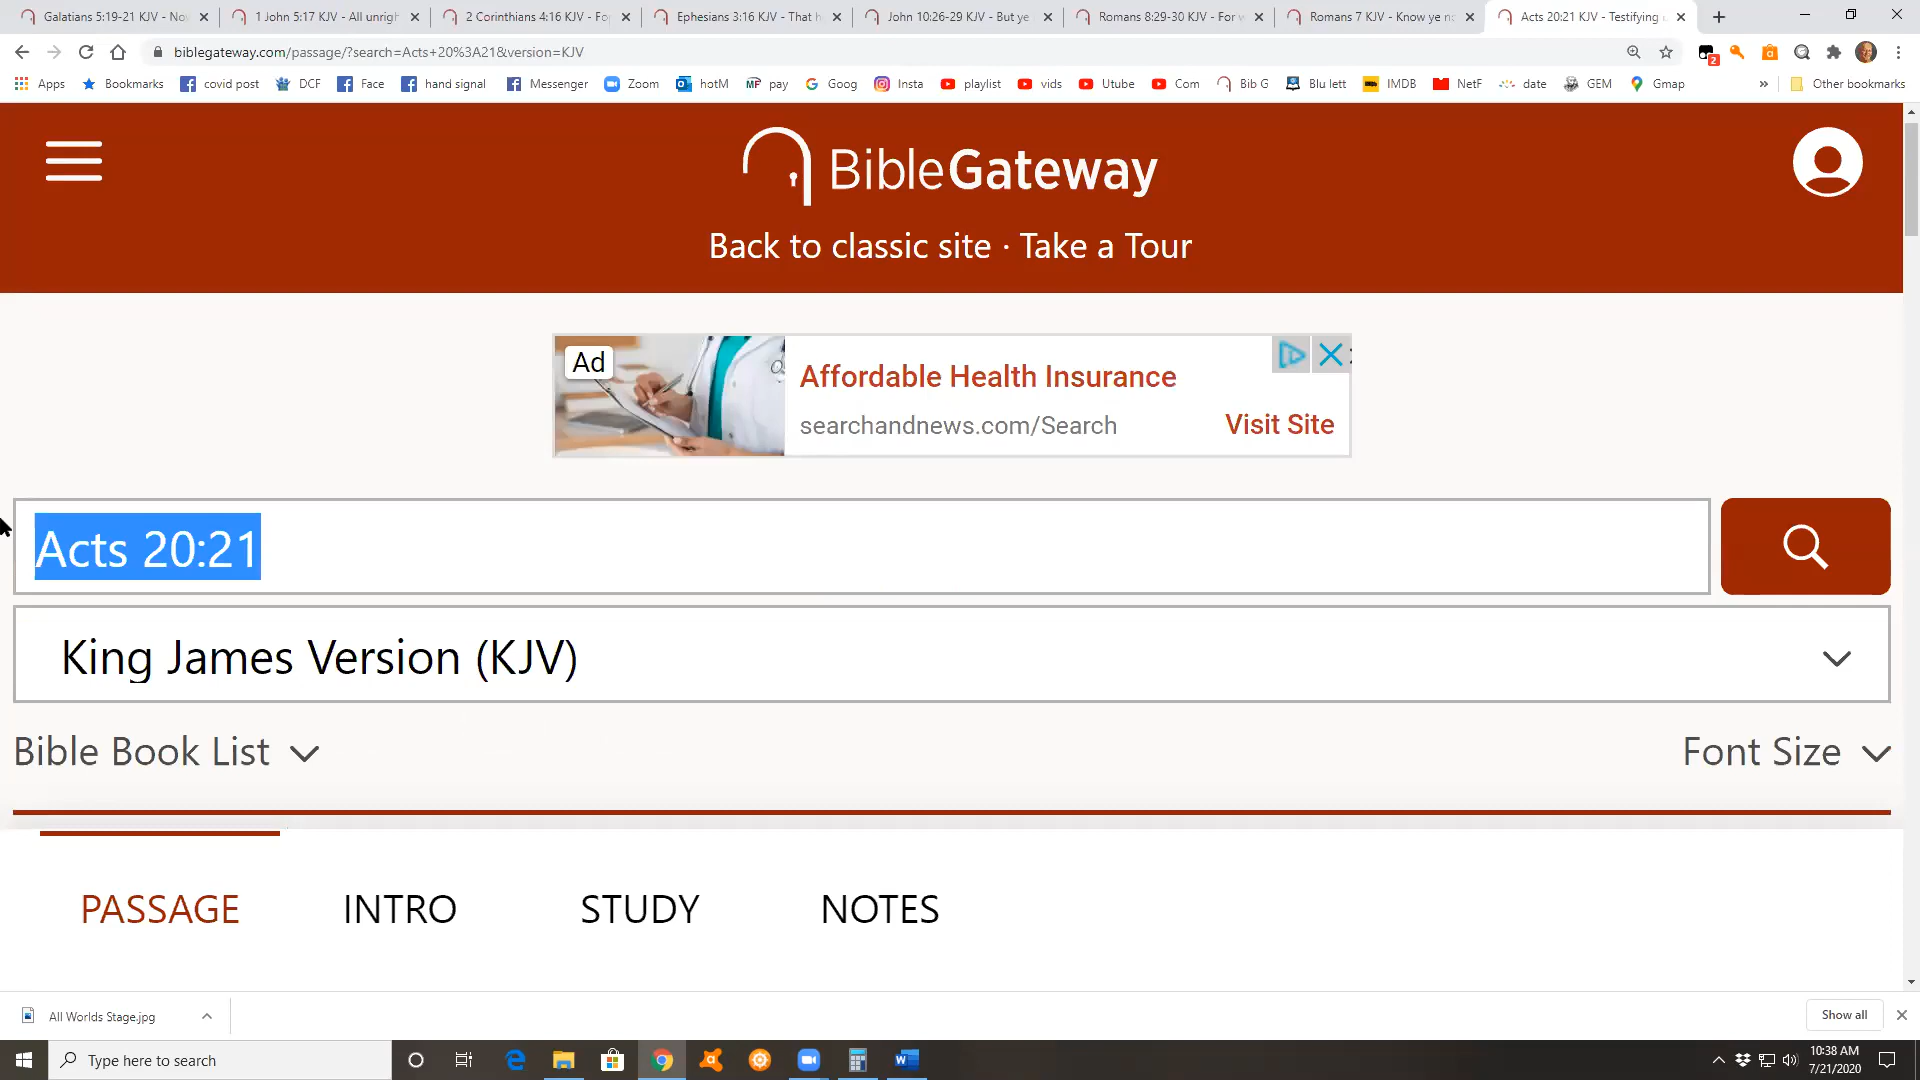 Galatians 5:19-21 KJV - No
1 John 5:17 KJV - All unrigh
2 Corinthians 4:16 KJV - Fo
Ephesians 3:16 KJV - That h
John 10:26-29 KJV - But ye
Romans 8:29-30 KJV - For w
Romans 7 KJV - Know ye n
Acts 20:21 KJV - Testifying
biblegateway.com/passage/?search=Acts+20%3A21&version=KJV
2
Apps
Bookmarks
covid post
DCF
Face
hand signal
Messenger
Zoom
hotM
pay
Goog
Insta
playlist
vids
Utube
Com
Bib G
Blu lett
IMDB
NetF
date
GEM
Gmap
»
Other bookmarks
BibleGateway
Back to classic site · Take a Tour
Ad
Affordable Health Insurance
searchandnews.com/Search
Visit Site
Acts 20:21
King James Version (KJV)
Bible Book List
Font Size
PASSAGE
INTRO
STUDY
NOTES
All Worlds Stage.jpg
Show all
Type here to search
10:38 AM
7/21/2020